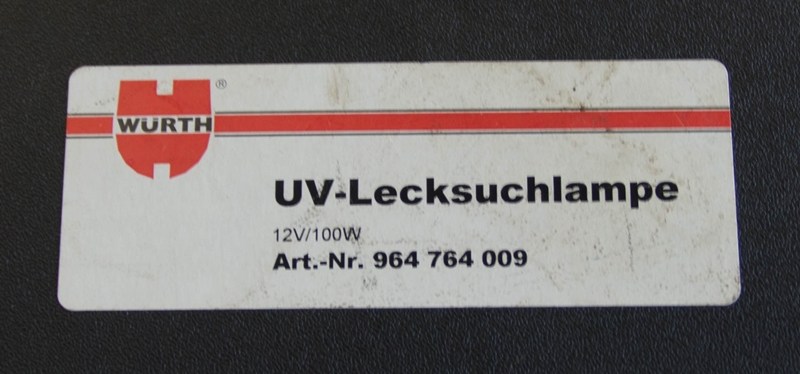 WÜRTH®
UV-Lecksuchlampe
12V/100W
Art.-Nr. 964 764 009